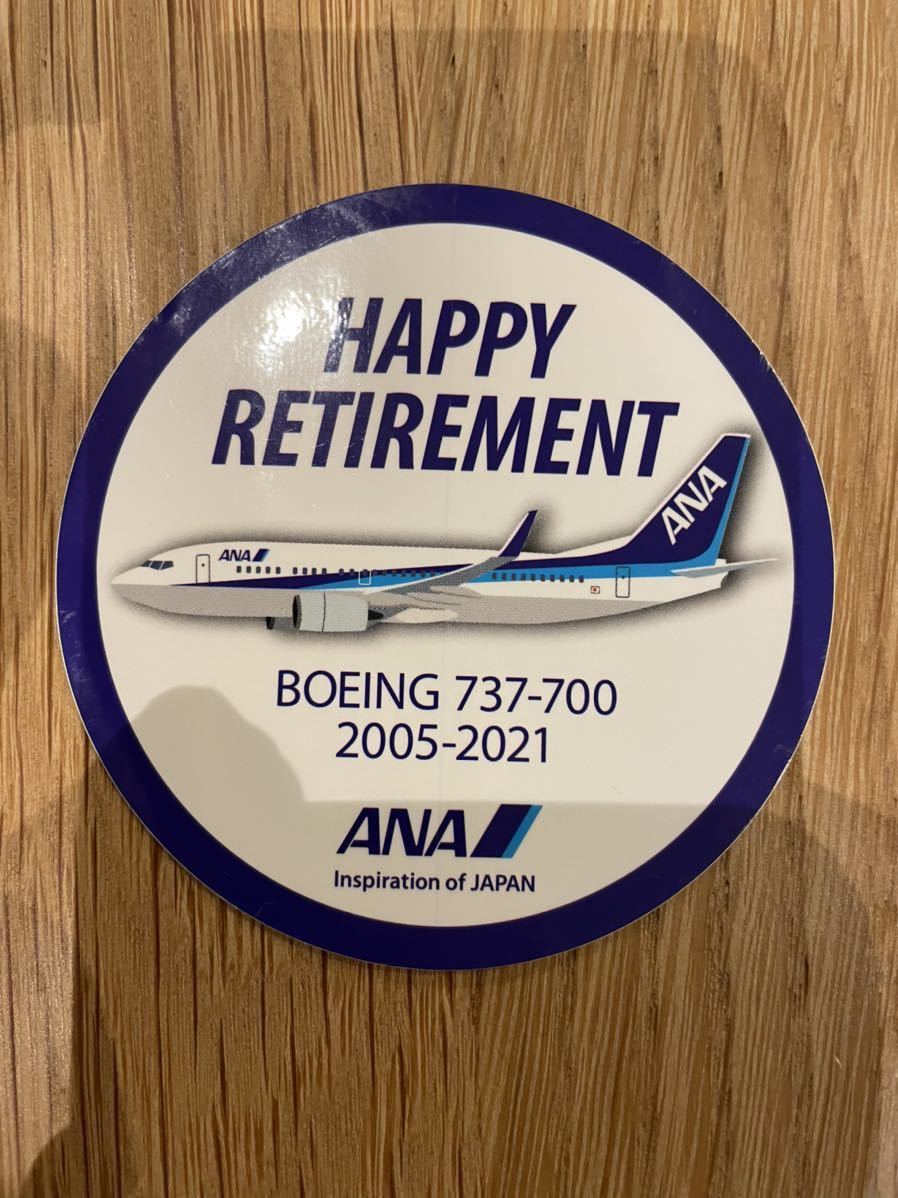 HAPPY
RETIREMENT
ANA
ANA
BOEING 737-700
2005-2021
ANA
Inspiration of JAPAN